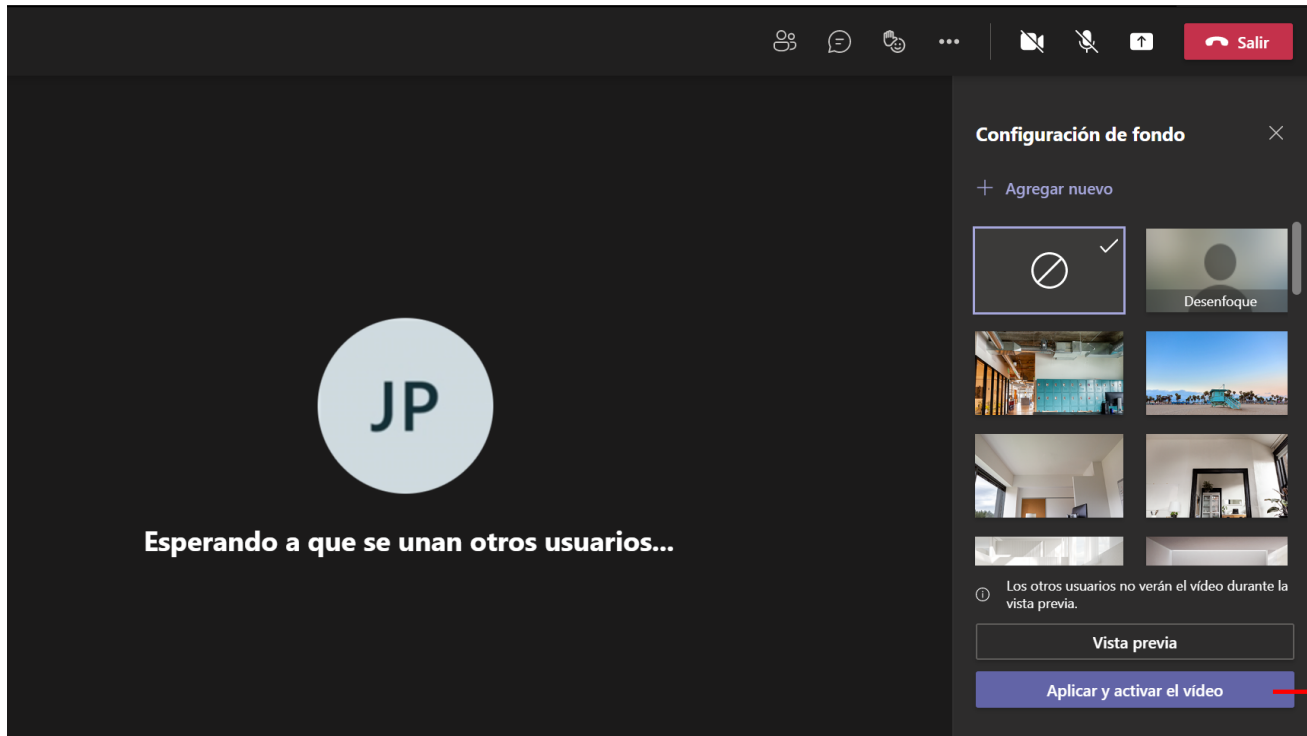 Salir
Configuración de fondo
Agregar nuevo
Desenfoque
JP
Esperando a que se unan otros usuarios...
Los otros usuarios no verán el vídeo durante la
vista previa.
Vista previa
Aplicar y activar el vídeo